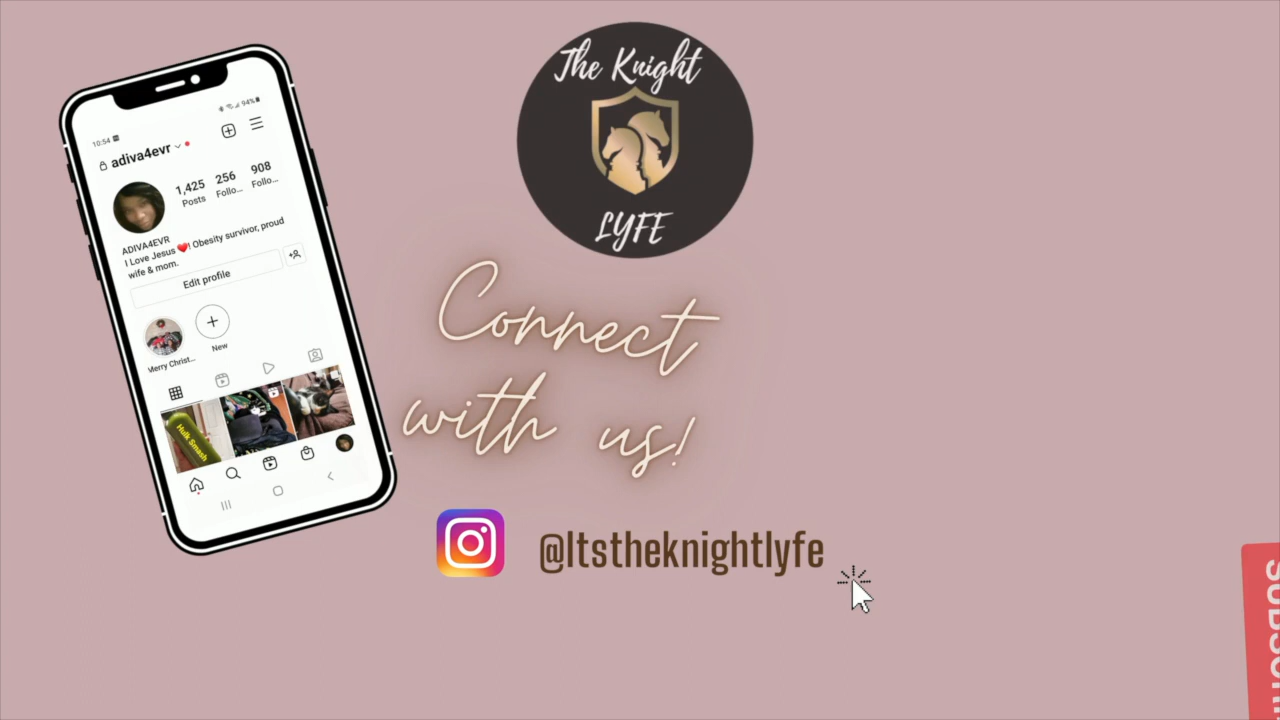 10:54
94%
adiva4evr
1,425
256
908
Posts
Follo...
Follo...
ADIVA4EVR
I Love Jesus ❤️! Obesity survivor, proud
wife & mom.
Edit profile
Merry Christ...
New
Hulk Smash
The Knight
LYFE
Connect
with us!
@Itstheknightlyfe